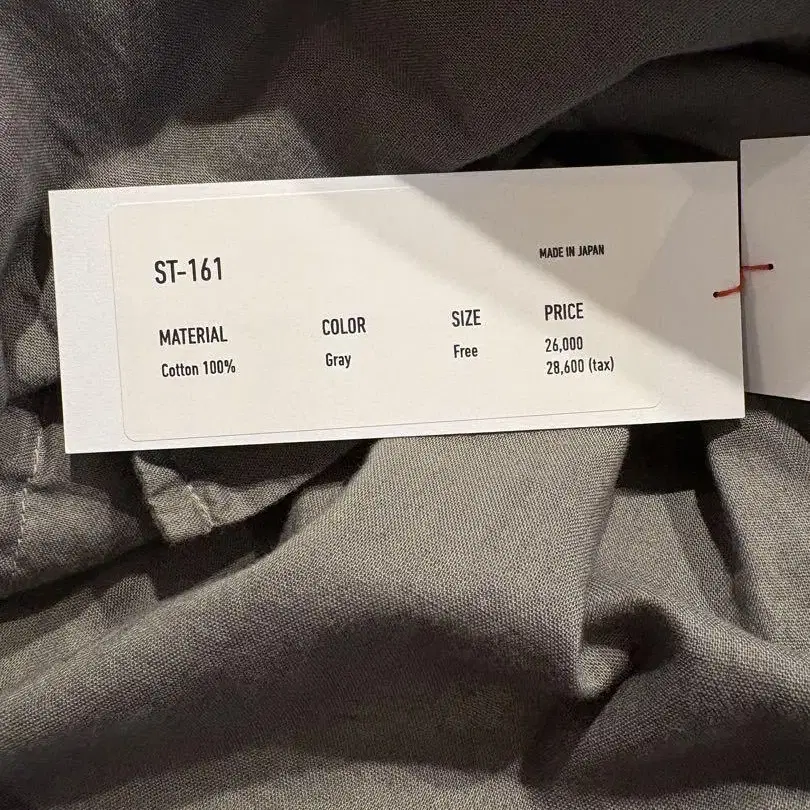 ST-161
MADE IN JAPAN
MATERIAL
Cotton 100%
COLOR
Gray
SIZE
Free
PRICE
26,000
28,600 (tax)